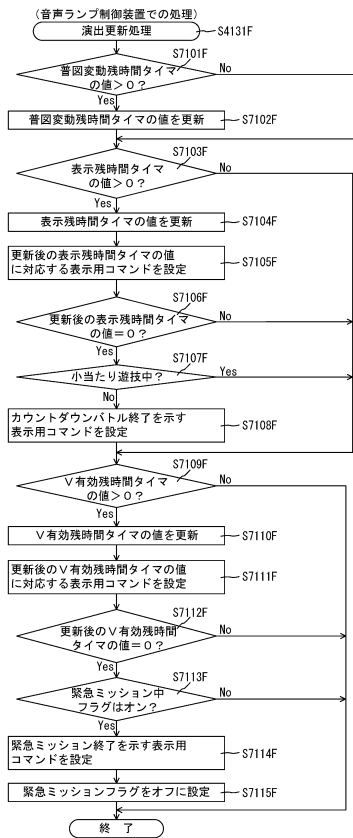 (音声ランプ制御装置での処理)
演出更新処理
S4131F
S7101F
普図変動残時間タイマ
の値>0?
No
Yes
普図変動残時間タイマの値を更新
S7102F
S7103F
表示残時間タイマ
の値>0?
No
Yes
表示残時間タイマの値を更新
S7104F
更新後の表示残時間タイマの値
に対応する表示用コマンドを設定
S7105F
S7106F
更新後の表示残時間タイマ
の値=0?
No
Yes
S7107F
小当たり遊技中?
Yes
No
カウントダウンバトル終了を示す
表示用コマンドを設定
S7108F
S7109F
V有効残時間タイマ
の値>0?
No
Yes
V有効残時間タイマの値を更新
S7110F
更新後のV有効残時間タイマの値
に対応する表示用コマンドを設定
S7111F
S7112F
更新後のV有効残時間
タイマの値=0?
No
Yes
S7113F
緊急ミッション中
フラグはオン?
No
Yes
緊急ミッション終了を示す表示用
コマンドを設定
S7114F
緊急ミッションフラグをオフに設定
S7115F
終了